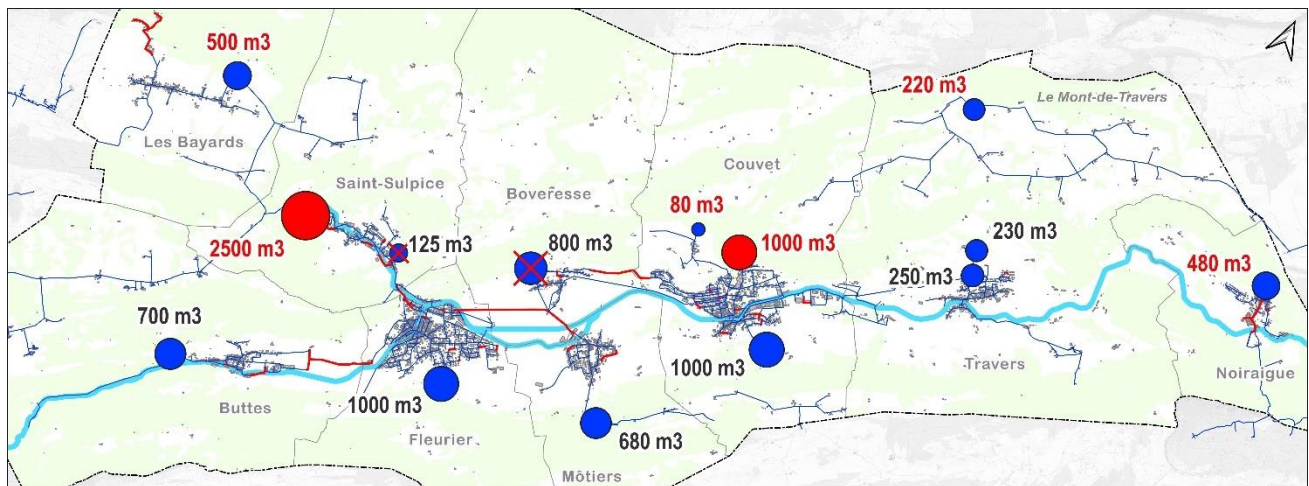 500 m3
220 m3
Le Mont-de-Travers
Les Bayards
Saint-Sulpice
Boveresse
Couvet
2500 m3
125 m3
800 m3
80 m3
1000 m3
230 m3
250 m3
480 m3
700 m3
Buttes
1000 m3
Fleurier
680 m3
Môtiers
1000 m3
Travers
Noiraigue